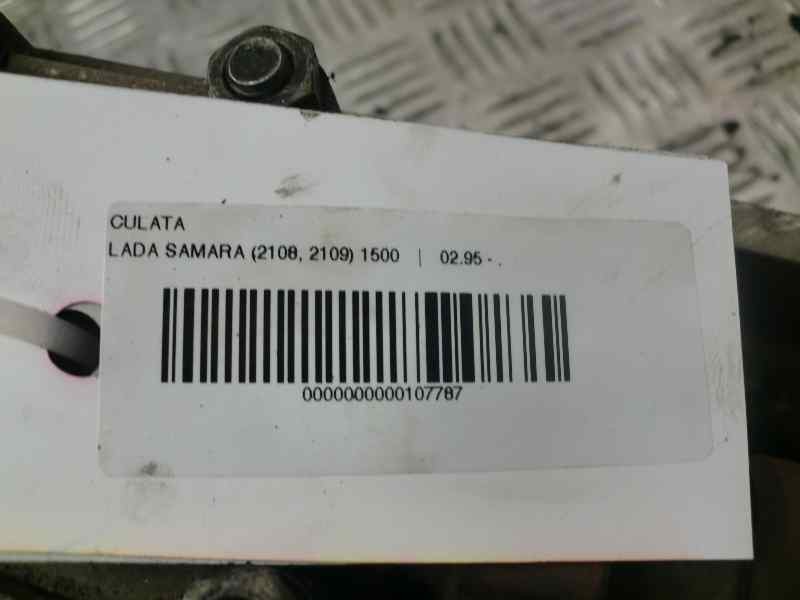 CULATA
LADA SAMARA (2108, 2109) 1500 | 02.95 - .
0000000000107787